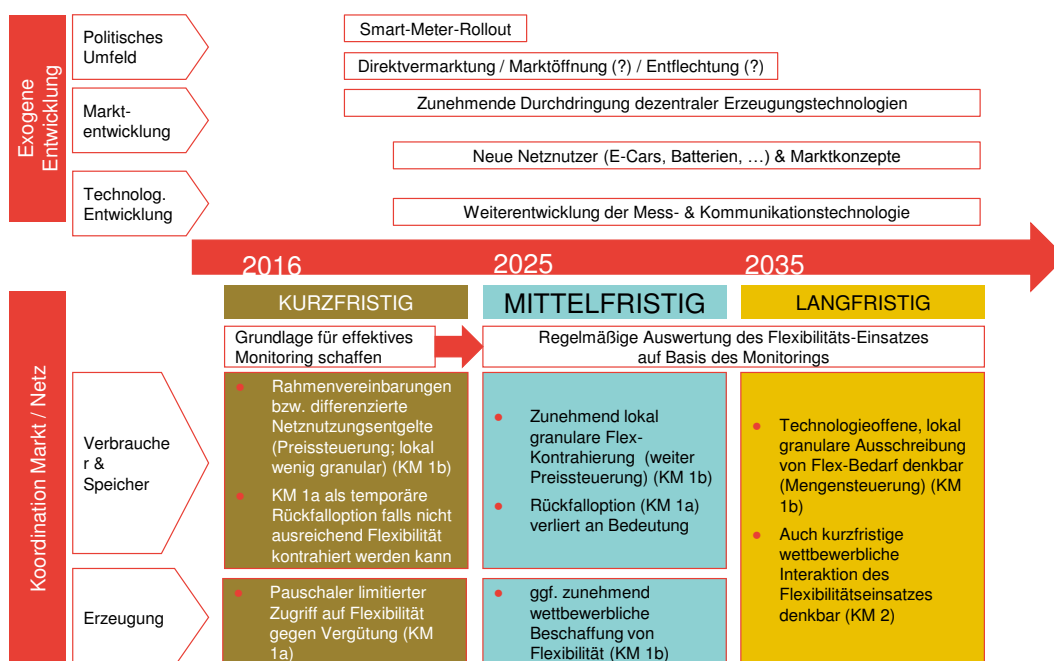 Exogene
Entwicklung
Politisches
Umfeld
Smart-Meter-Rollout
Direktvermarktung / Marktöffnung (?) / Entflechtung (?)
Markt-
entwicklung
Zunehmende Durchdringung dezentraler Erzeugungstechnologien
Neue Netznutzer (E-Cars, Batterien, …) & Marktkonzepte
Technolog.
Entwicklung
Weiterentwicklung der Mess- & Kommunikationstechnologie
2016
2025
2035
Koordination Markt / Netz
KURZFRISTIG
MITTELFRISTIG
LANGFRISTIG
Grundlage für effektives
Monitoring schaffen
Regelmäßige Auswertung des Flexibilitäts-Einsatzes
auf Basis des Monitorings
Verbrauche
r &
Speicher
● Rahmenvereinbarungen
bzw. differenzierte
Netznutzungsentgelte
(Preissteuerung; lokal
wenig granular) (KM 1b)
● KM 1a als temporäre
Rückfalloption falls nicht
ausreichend Flexibilität
kontrahiert werden kann
● Zunehmend lokal
granulare Flex-
Kontrahierung (weiter
Preissteuerung) (KM 1b)
● Rückfalloption (KM 1a)
verliert an Bedeutung
● Technologieoffene, lokal
granulare Ausschreibung
von Flex-Bedarf denkbar
(Mengensteuerung) (KM
1b)
● Auch kurzfristige
wettbewerbliche
Interaktion des
Flexibilitätseinsatzes
denkbar (KM 2)
Erzeugung
● Pauschaler limitierter
Zugriff auf Flexibilität
gegen Vergütung (KM
1a)
● ggf. zunehmend
wettbewerbliche
Beschaffung von
Flexibilität (KM 1b)